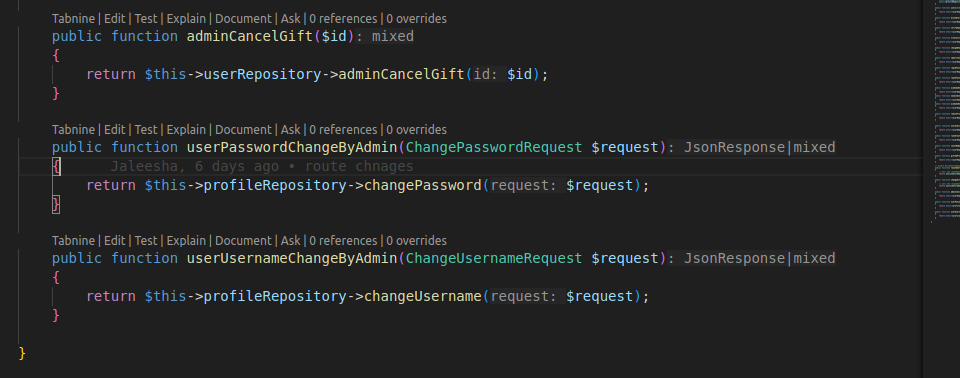 Tabnine | Edit | Test | Explain | Document | Ask | 0 references | 0 overrides
public function adminCancelGift($id): mixed
{
return $this->userRepository->adminCancelGift(id: $id);
}
Tabnine | Edit | Test | Explain | Document | Ask | 0 references | 0 overrides
public function userPasswordChangeByAdmin(ChangePasswordRequest $request): JsonResponse|mixed
{ Jaleesha, 6 days ago • route chnages
return $this->profileRepository->changePassword(request: $request);
}
Tabnine | Edit | Test | Explain | Document | Ask | 0 references | 0 overrides
public function userUsernameChangeByAdmin(ChangeUsernameRequest $request): JsonResponse|mixed
{
return $this->profileRepository->changeUsername(request: $request);
}
}